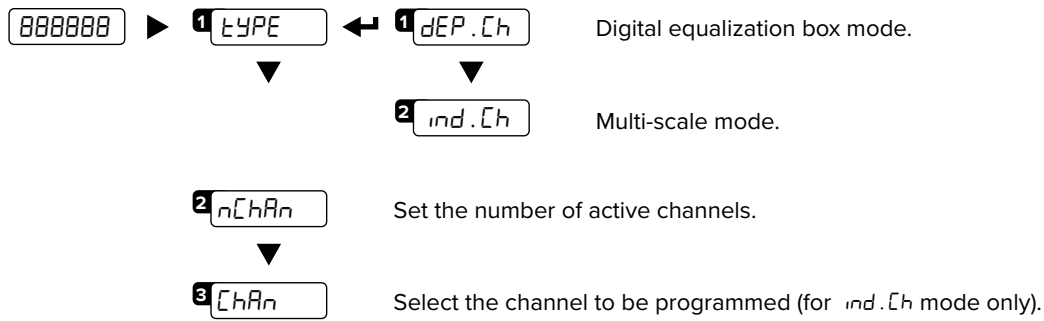 888888 1 tYPE 1 dEP.Ch Digital equalization box mode.
2 ind.Ch Multi-scale mode.
2 nChAn Set the number of active channels.
3 ChAn Select the channel to be programmed (for ind.Ch mode only).